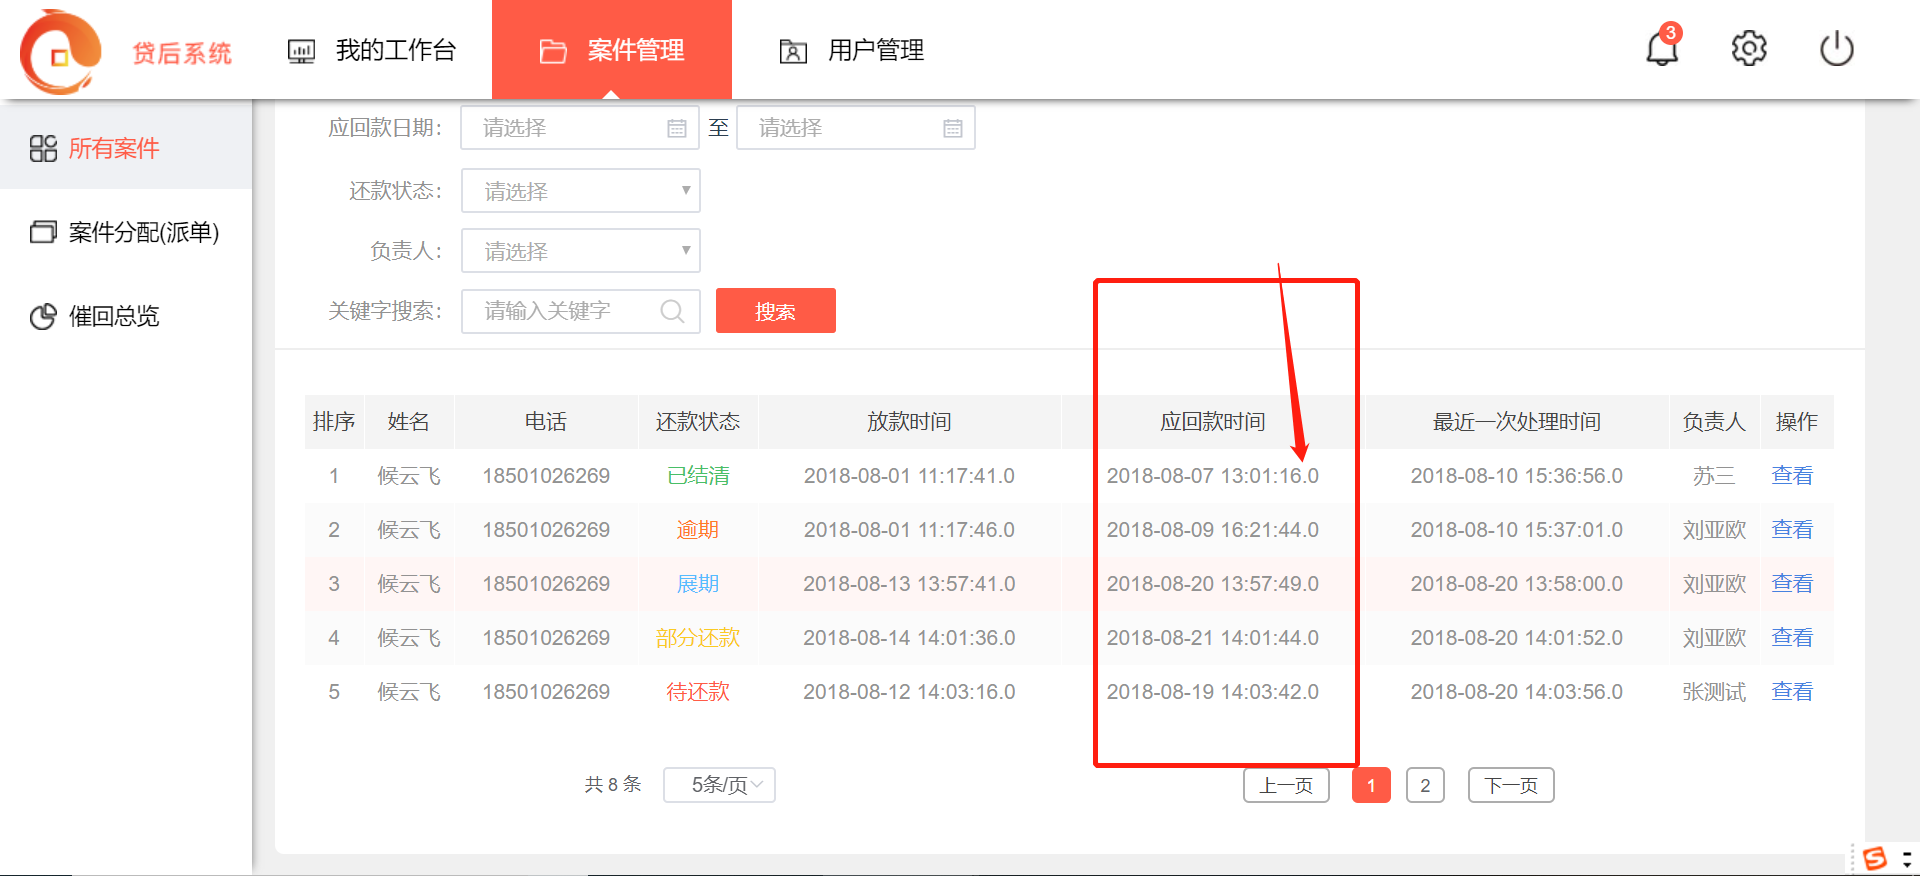 贷后系统 我的工作台 案件管理 用户管理 3
所有案件
案件分配(派单)
催回总览
应回款日期: 请选择 至 请选择
还款状态: 请选择
负责人: 请选择
关键字搜索: 请输入关键字 搜索
排序 姓名 电话 还款状态 放款时间 应回款时间 最近一次处理时间 负责人 操作
1 候云飞 18501026269 已结清 2018-08-01 11:17:41.0 2018-08-07 13:01:16.0 2018-08-10 15:36:56.0 苏三 查看
2 候云飞 18501026269 逾期 2018-08-01 11:17:46.0 2018-08-09 16:21:44.0 2018-08-10 15:37:01.0 刘亚欧 查看
3 候云飞 18501026269 展期 2018-08-13 13:57:41.0 2018-08-20 13:57:49.0 2018-08-20 13:58:00.0 刘亚欧 查看
4 候云飞 18501026269 部分还款 2018-08-14 14:01:36.0 2018-08-21 14:01:44.0 2018-08-20 14:01:52.0 刘亚欧 查看
5 候云飞 18501026269 待还款 2018-08-12 14:03:16.0 2018-08-19 14:03:42.0 2018-08-20 14:03:56.0 张测试 查看
共 8 条 5条/页 上一页 1 2 下一页